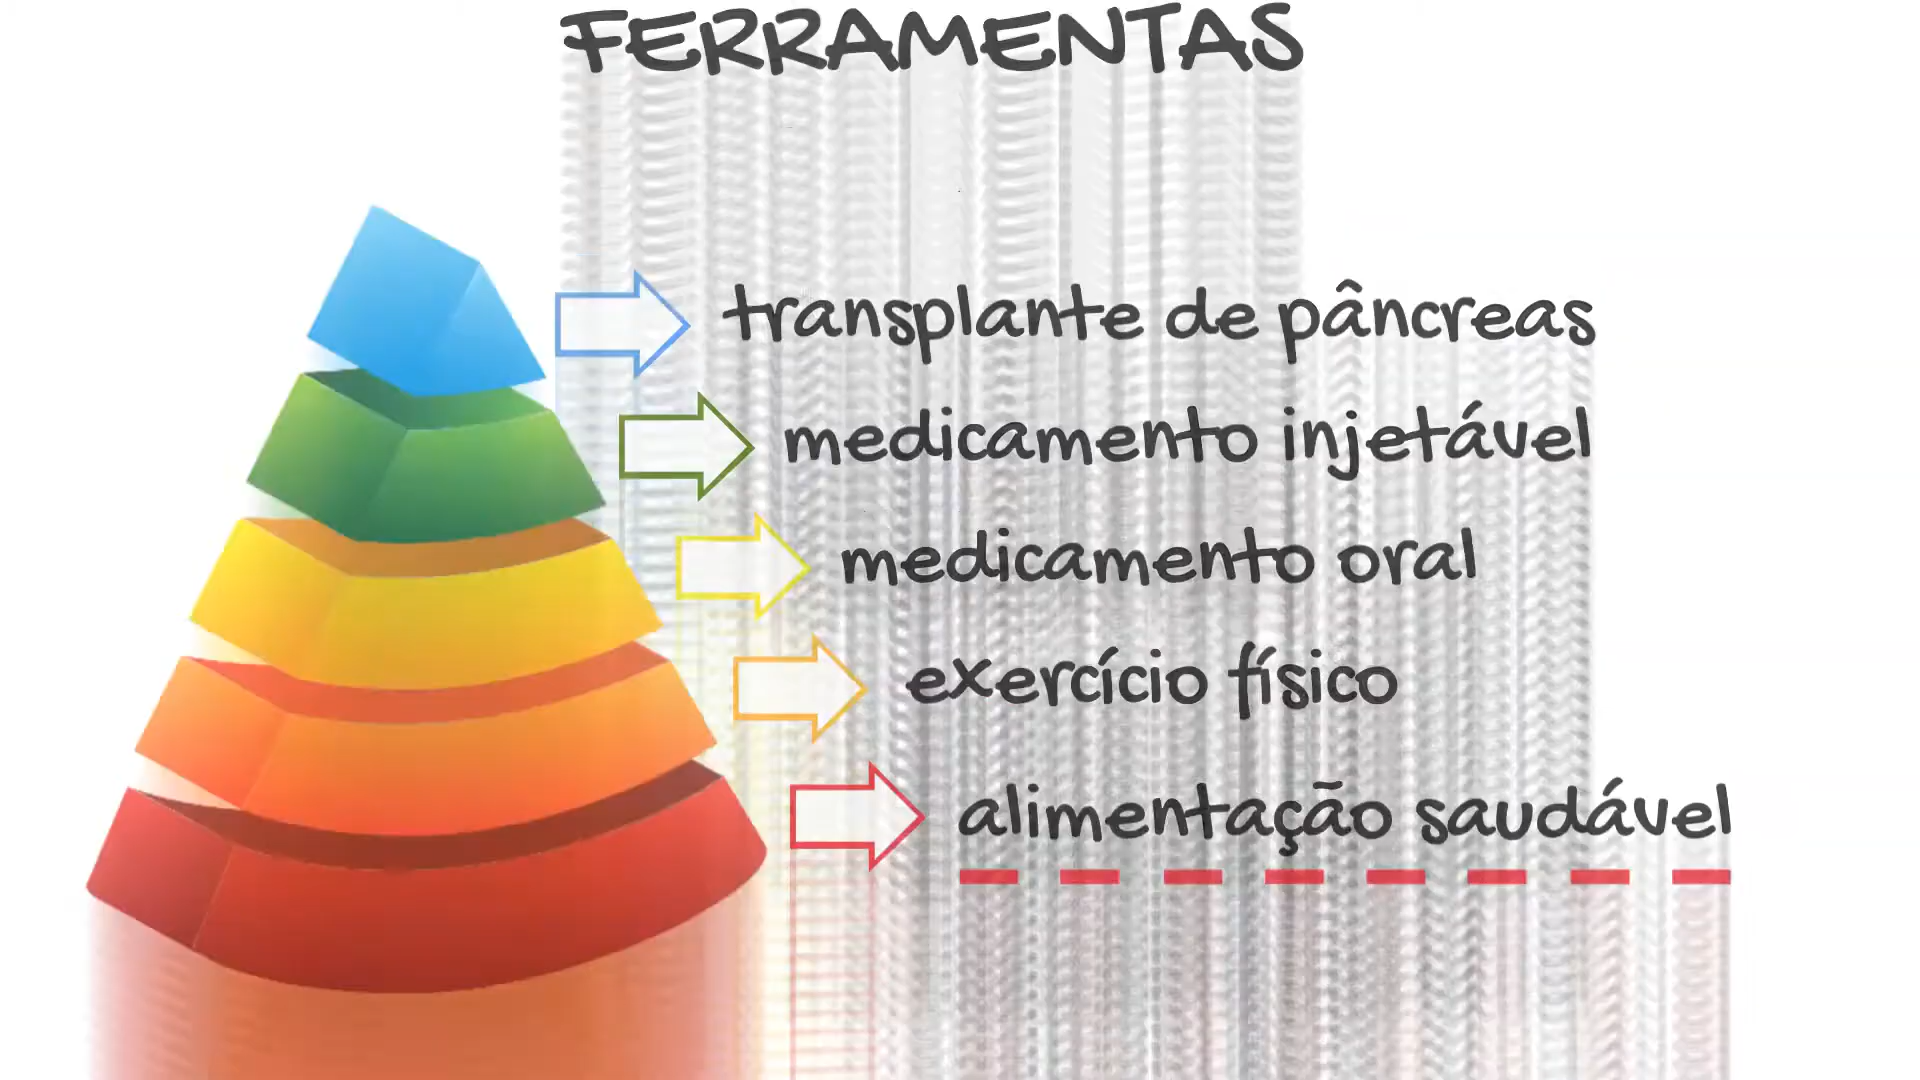 FERRAMENTAS
transplante de pâncreas
medicamento injetável
medicamento oral
exercício físico
alimentação saudável